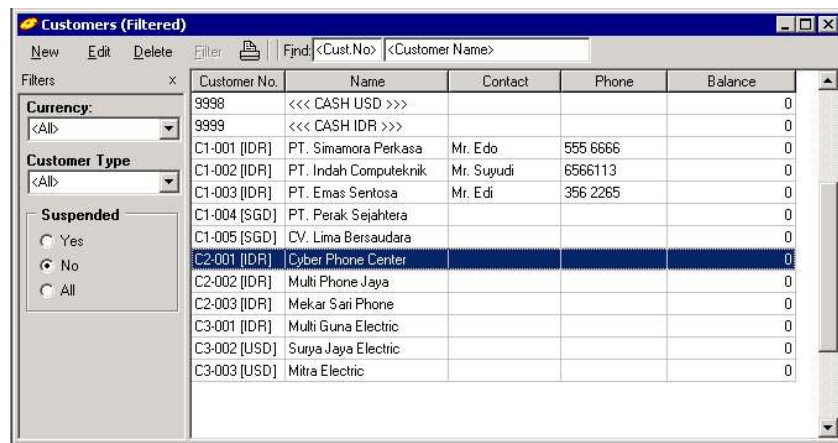 Customers (Filtered)
New Edit Delete Filter Find: <Cust.No> <Customer Name>
Filters x
Currency:
<All>
Customer Type
<All>
Suspended
Yes
No
All
Customer No. Name Contact Phone Balance
9998 <<< CASH USD >>> 0
9999 <<< CASH IDR >>> 0
C1-001 [IDR] PT. Simamora Perkasa Mr. Edo 555 6666 0
C1-002 [IDR] PT. Indah Computeknik Mr. Suyudi 6566113 0
C1-003 [IDR] PT. Emas Sentosa Mr. Edi 356 2265 0
C1-004 [SGD] PT. Perak Sejahtera 0
C1-005 [SGD] CV. Lima Bersaudara 0
C2-001 [IDR] Cyber Phone Center 0
C2-002 [IDR] Multi Phone Jaya 0
C2-003 [IDR] Mekar Sari Phone 0
C3-001 [IDR] Multi Guna Electric 0
C3-002 [USD] Surya Jaya Electric 0
C3-003 [USD] Mitra Electric 0